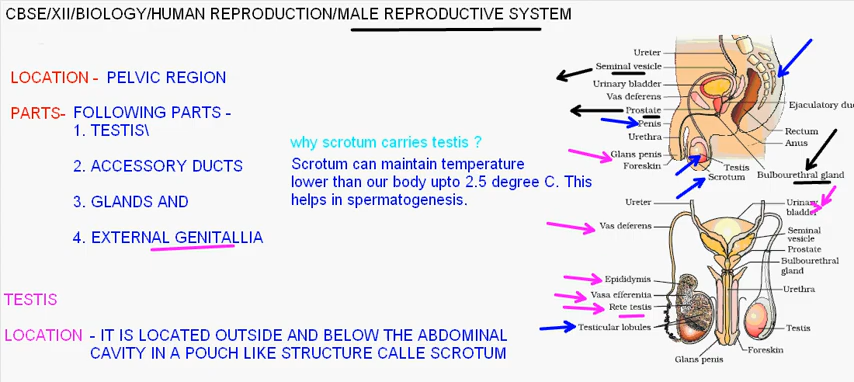 CBSE/XII/BIOLOGY/HUMAN REPRODUCTION/MALE REPRODUCTIVE SYSTEM
LOCATION - PELVIC REGION
PARTS- FOLLOWING PARTS -
1. TESTIS\
2. ACCESSORY DUCTS
3. GLANDS AND
4. EXTERNAL GENITALLIA
why scrotum carries testis ?
Scrotum can maintain temperature
lower than our body upto 2.5 degree C. This
helps in spermatogenesis.
TESTIS
LOCATION - IT IS LOCATED OUTSIDE AND BELOW THE ABDOMINAL
CAVITY IN A POUCH LIKE STRUCTURE CALLE SCROTUM
Ureter
Seminal vesicle
Urinary bladder
Vas deferens
Prostate
Penis
Urethra
Glans penis
Foreskin
Testis
Scrotum
Ejaculatory duc
Rectum
Anus
Bulbourethral gland
Ureter
Vas deferens
Epididymis
Vasa efferentia
Rete testis
Testicular lobules
Glans penis
Urinary
bladder
Seminal
vesicle
Prostate
Bulbourethral
gland
Urethra
Testis
Foreskin